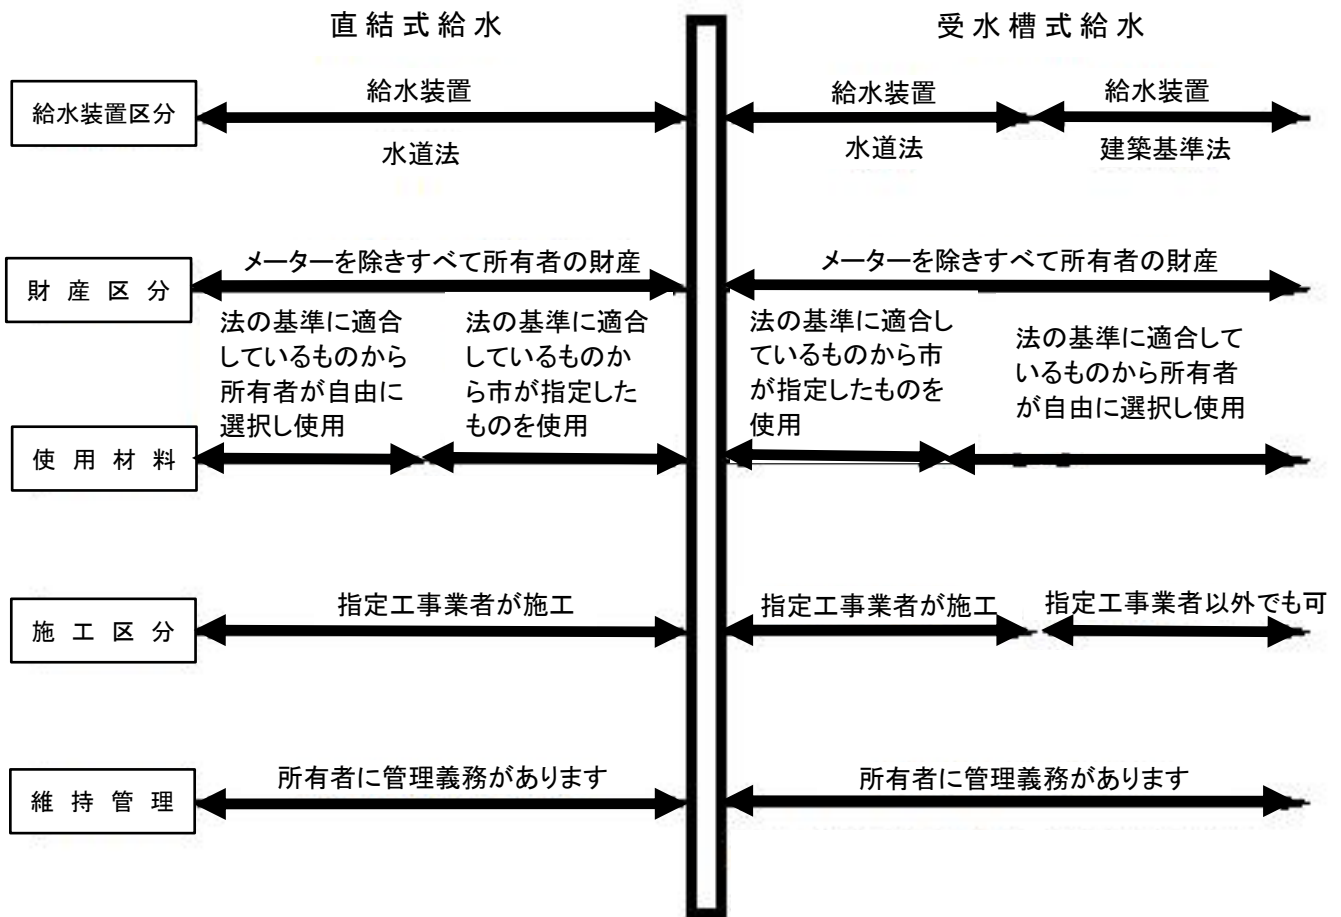 直結式給水
受水槽式給水
給水装置区分
給水装置
水道法
給水装置
水道法
給水装置
建築基準法
財産区分
メーターを除きすべて所有者の財産
メーターを除きすべて所有者の財産
使用材料
法の基準に適合
しているものから
所有者が自由に
選択し使用
法の基準に適合
しているものか
ら市が指定した
ものを使用
法の基準に適合し
ているものから市
が指定したものを
使用
法の基準に適合して
いるものから所有者
が自由に選択し使用
施工区分
指定工事業者が施工
指定工事業者が施工
指定工事業者以外でも可
維持管理
所有者に管理義務があります
所有者に管理義務があります